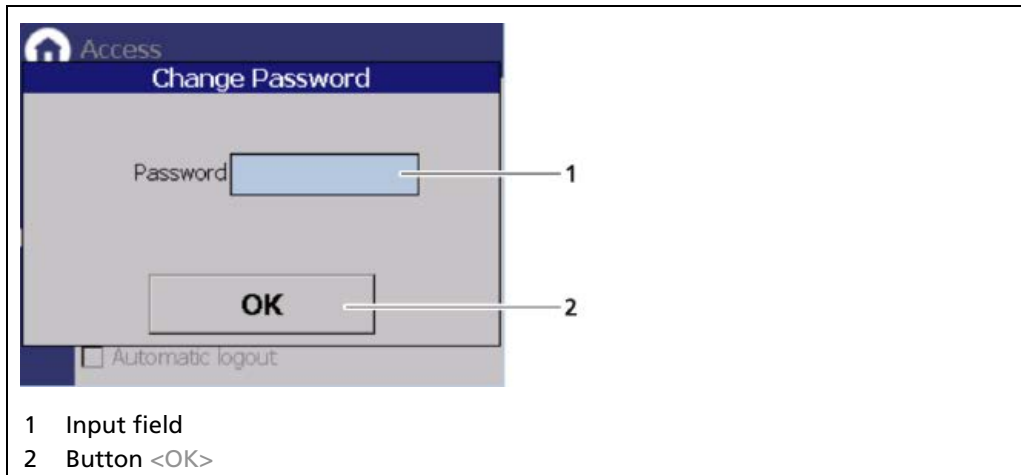 Access
Change Password
Password
1
OK
2
Automatic logout
1 Input field
2 Button <OK>